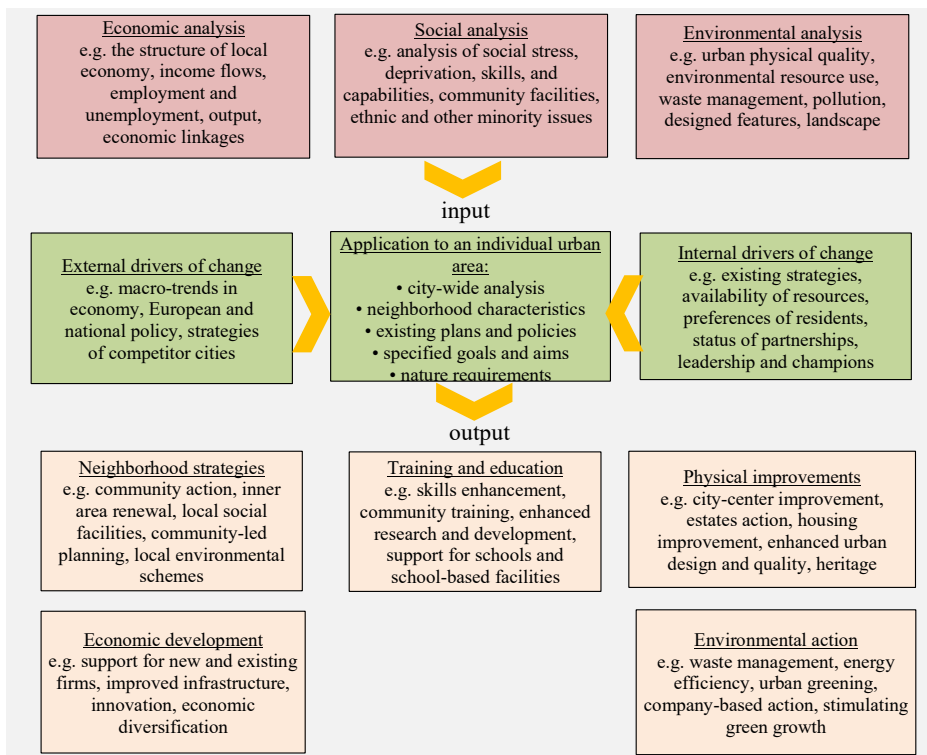 Economic analysis
e.g. the structure of local
economy, income flows,
employment and
unemployment, output,
economic linkages
Social analysis
e.g. analysis of social stress,
deprivation, skills, and
capabilities, community facilities,
ethnic and other minority issues
Environmental analysis
e.g. urban physical quality,
environmental resource use,
waste management, pollution,
designed features, landscape
input
External drivers of change
e.g. macro-trends in
economy, European and
national policy, strategies
of competitor cities
Application to an individual urban
area:
• city-wide analysis
• neighborhood characteristics
• existing plans and policies
• specified goals and aims
• nature requirements
Internal drivers of change
e.g. existing strategies,
availability of resources,
preferences of residents,
status of partnerships,
leadership and champions
output
Neighborhood strategies
e.g. community action, inner
area renewal, local social
facilities, community-led
planning, local environmental
schemes
Training and education
e.g. skills enhancement,
community training, enhanced
research and development,
support for schools and
school-based facilities
Physical improvements
e.g. city-center improvement,
estates action, housing
improvement, enhanced urban
design and quality, heritage
Economic development
e.g. support for new and existing
firms, improved infrastructure,
innovation, economic
diversification
Environmental action
e.g. waste management, energy
efficiency, urban greening,
company-based action, stimulating
green growth